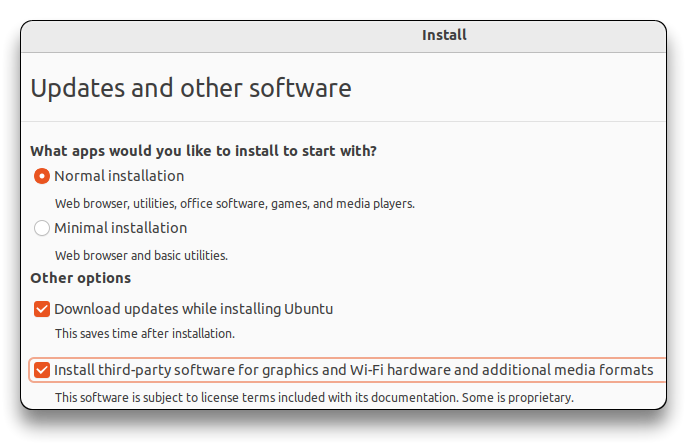 Install
Updates and other software
What apps would you like to install to start with?
Normal installation
Web browser, utilities, office software, games, and media players.
Minimal installation
Web browser and basic utilities.
Other options
Download updates while installing Ubuntu
This saves time after installation.
Install third-party software for graphics and Wi-Fi hardware and additional media formats
This software is subject to license terms included with its documentation. Some is proprietary.